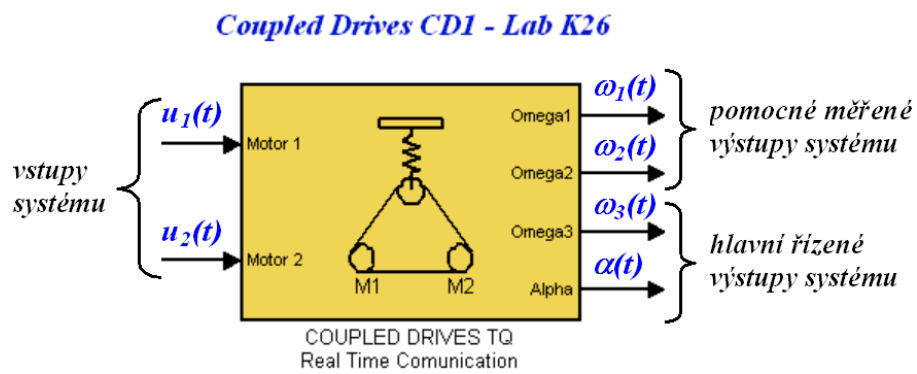 Coupled Drives CD1 - Lab K26
vstupy
systému
u1(t)
u2(t)
Motor 1
Motor 2
M1
M2
Omega1
Omega2
Omega3
Alpha
ω1(t)
ω2(t)
ω3(t)
α(t)
pomocné měřené
výstupy systému
hlavní řízené
výstupy systému
COUPLED DRIVES TQ
Real Time Comunication